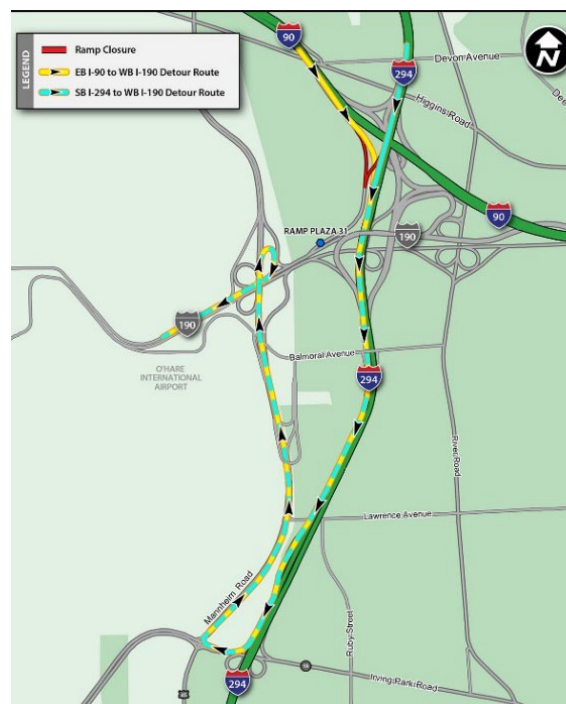 LEGEND
Ramp Closure
EB I-90 to WB I-190 Detour Route
SB I-294 to WB I-190 Detour Route
90
294
Devon Avenue
N
Higgins Road
RAMP PLAZA 31
190
90
190
Balmoral Avenue
O'HARE
INTERNATIONAL
AIRPORT
294
River Road
Lawrence Avenue
Mannheim Road
Ruby Street
294
Irving Park Road